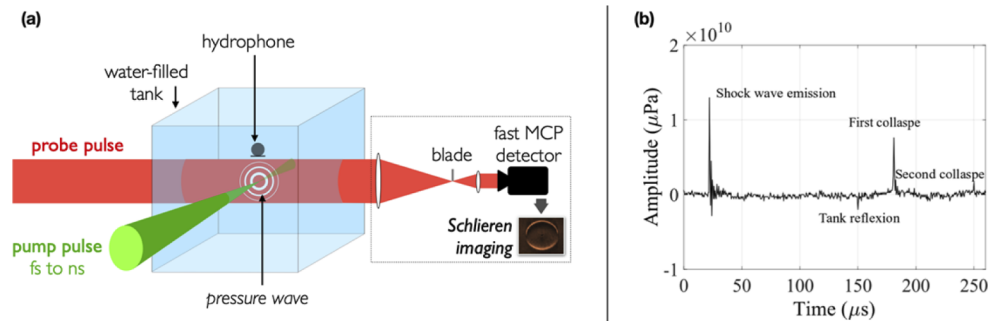 (a)
hydrophone
water-filled
tank
probe pulse
blade
fast MCP
detector
Schlieren
imaging
pump pulse
fs to ns
pressure wave
(b)
×10¹⁰
2
1
0
-1
Amplitude (μPa)
Shock wave emission
First collaspe
Second collaspe
Tank reflexion
0
50
100
150
200
250
Time (μs)